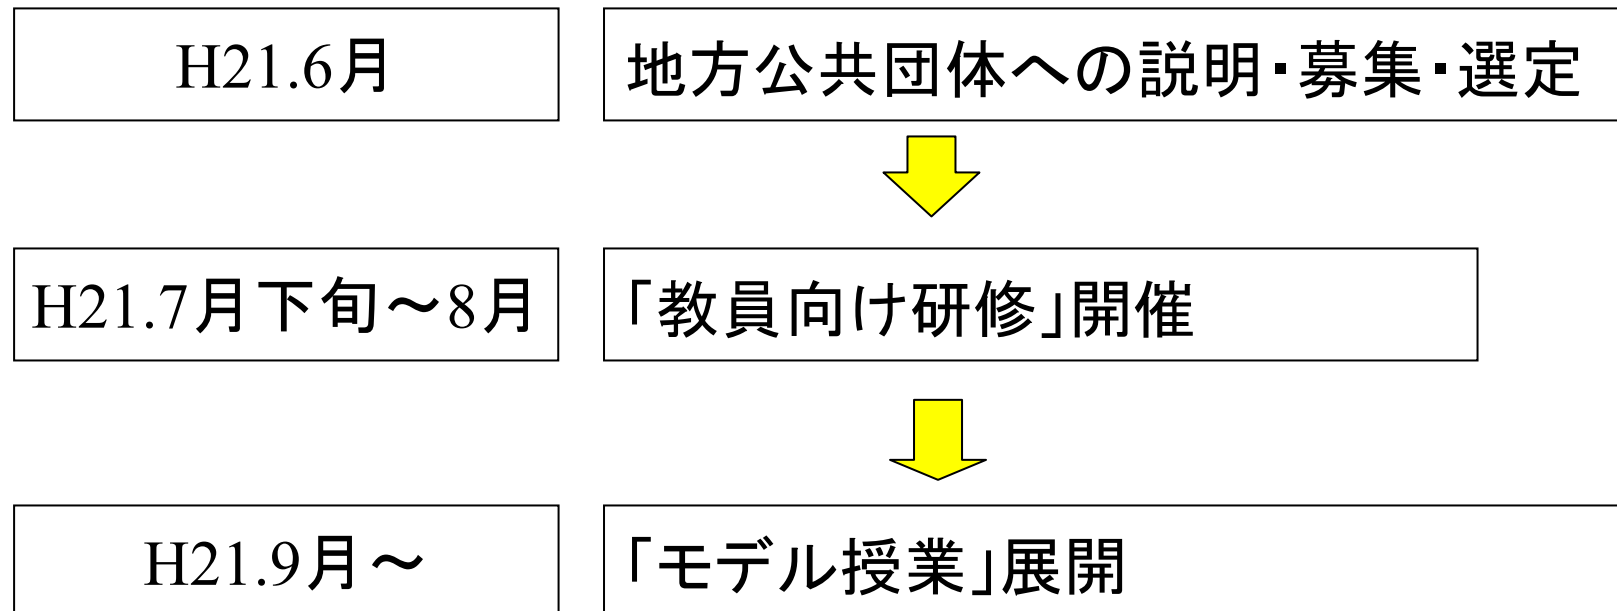 H21.6月
地方公共団体への説明・募集・選定
H21.7月下旬～8月
「教員向け研修」開催
H21.9月～
「モデル授業」展開